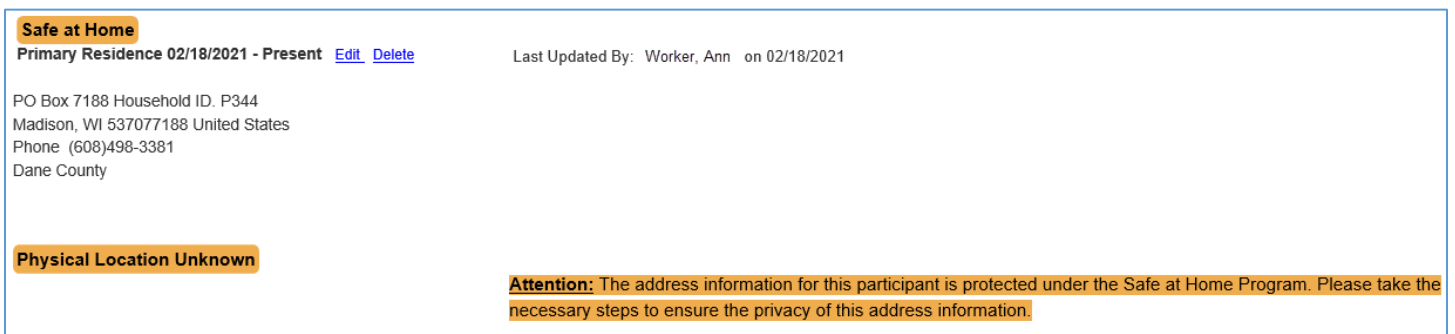 Safe at Home
Primary Residence 02/18/2021 - Present Edit Delete
Last Updated By: Worker, Ann on 02/18/2021
PO Box 7188 Household ID. P344
Madison, WI 537077188 United States
Phone (608)498-3381
Dane County
Physical Location Unknown
Attention: The address information for this participant is protected under the Safe at Home Program. Please take the
necessary steps to ensure the privacy of this address information.